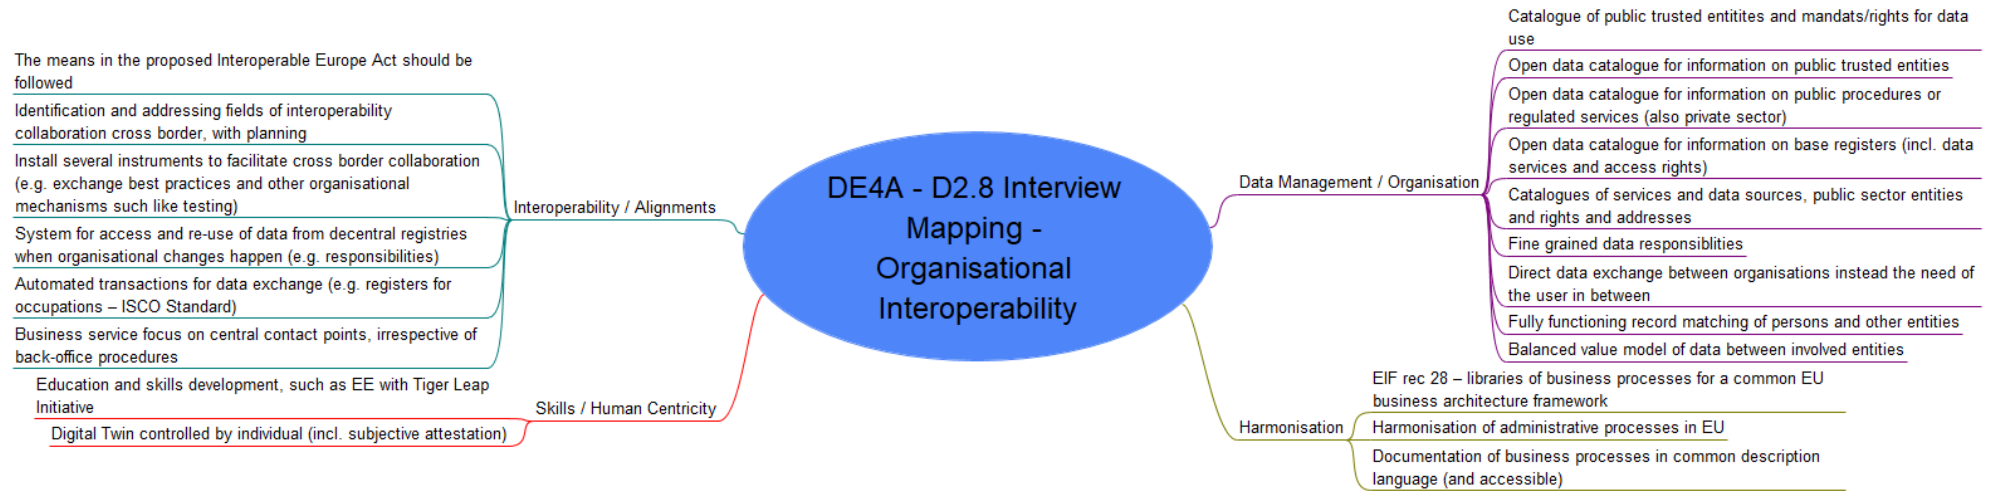 The means in the proposed Interoperable Europe Act should be
followed
Identification and addressing fields of interoperability
collaboration cross border, with planning
Install several instruments to facilitate cross border collaboration
(e.g. exchange best practices and other organisational
mechanisms such like testing)
System for access and re-use of data from decentral registries
when organisational changes happen (e.g. responsibilities)
Automated transactions for data exchange (e.g. registers for
occupations – ISCO Standard)
Business service focus on central contact points, irrespective of
back-office procedures
Interoperability / Alignments
Education and skills development, such as EE with Tiger Leap
Initiative
Digital Twin controlled by individual (incl. subjective attestation)
Skills / Human Centricity
DE4A - D2.8 Interview
Mapping -
Organisational
Interoperability
Data Management / Organisation
Catalogue of public trusted entitites and mandats/rights for data
use
Open data catalogue for information on public trusted entities
Open data catalogue for information on public procedures or
regulated services (also private sector)
Open data catalogue for information on base registers (incl. data
services and access rights)
Catalogues of services and data sources, public sector entities
and rights and addresses
Fine grained data responsiblities
Direct data exchange between organisations instead the need of
the user in between
Fully functioning record matching of persons and other entities
Balanced value model of data between involved entities
Harmonisation
EIF rec 28 – libraries of business processes for a common EU
business architecture framework
Harmonisation of administrative processes in EU
Documentation of business processes in common description
language (and accessible)